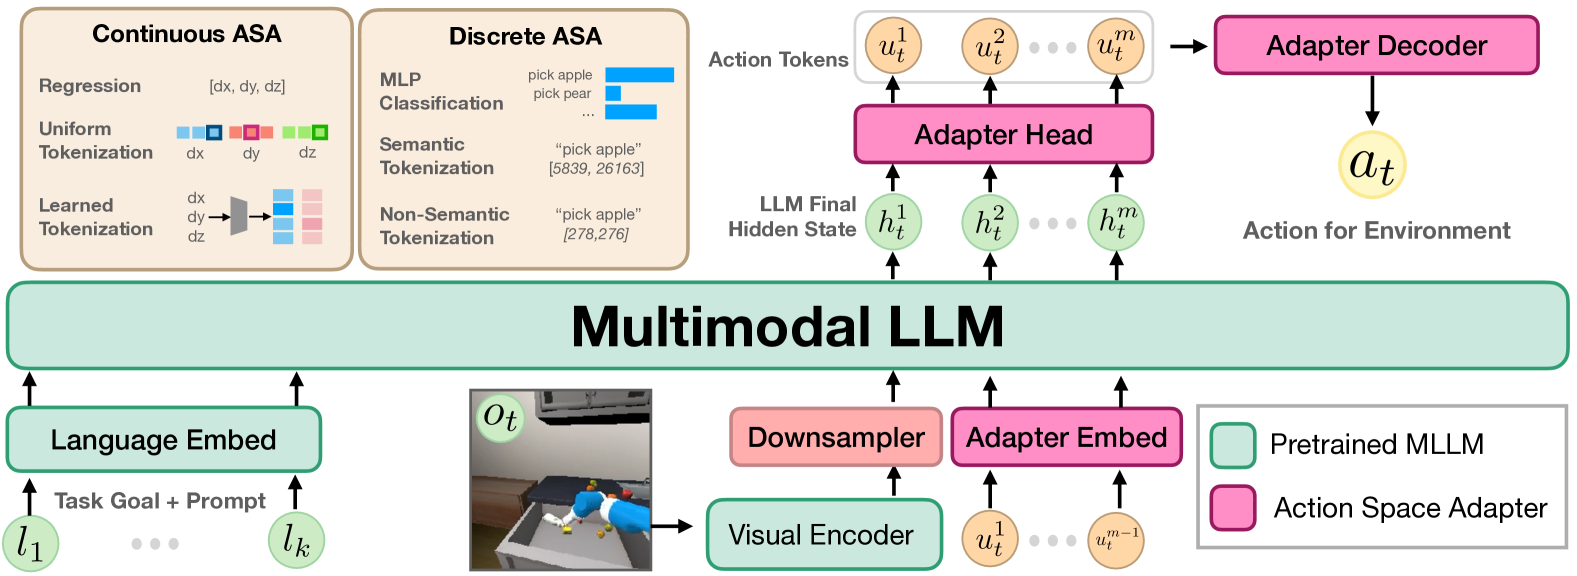 Continuous ASA
Regression
[dx, dy, dz]
Uniform
Tokenization
dx
dy
dz
Learned
Tokenization
dx
dy
dz
Discrete ASA
MLP
Classification
pick apple
pick pear
...
Semantic
Tokenization
“pick apple”
[5839, 26163]
Non-Semantic
Tokenization
“pick apple”
[278,276]
Action Tokens
u_t^1
u_t^2
u_t^m
Adapter Decoder
Adapter Head
a_t
Action for Environment
LLM Final
Hidden State
h_t^1
h_t^2
h_t^m
Multimodal LLM
Language Embed
Task Goal + Prompt
l_1
l_k
o_t
Downsampler
Visual Encoder
Adapter Embed
u_t^1
u_t^{m-1}
Pretrained MLLM
Action Space Adapter